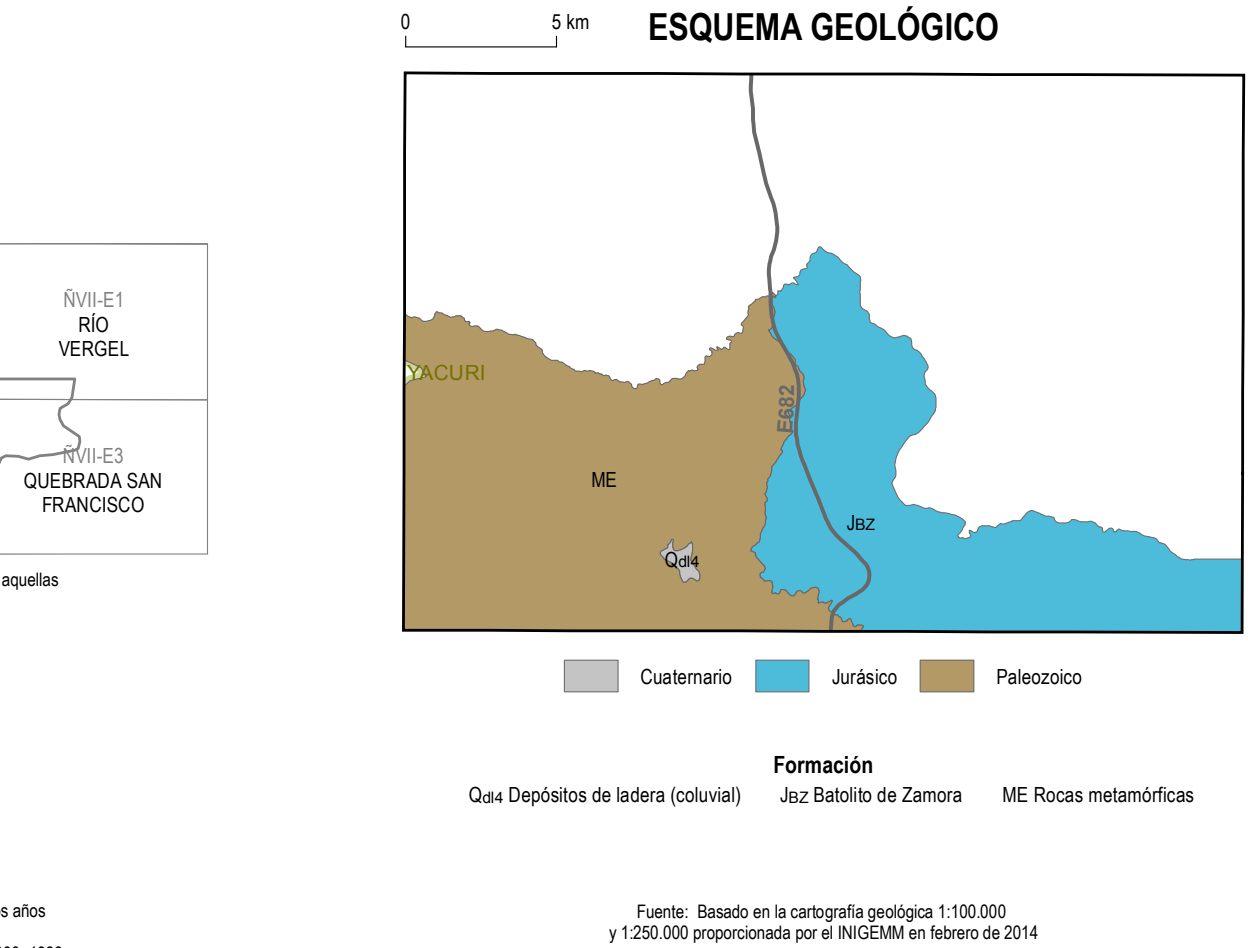 0 5 km
ESQUEMA GEOLÓGICO
ÑVII-E1
RÍO
VERGEL
ÑVII-E3
QUEBRADA SAN
FRANCISCO
aquellas
YACURI
E682
ME
JBZ
Qdl4
Cuaternario Jurásico Paleozoico
Formación
Qdl4 Depósitos de ladera (coluvial) JBZ Batolito de Zamora ME Rocas metamórficas
años
Fuente: Basado en la cartografía geológica 1:100.000
y 1:250.000 proporcionada por el INIGEMM en febrero de 2014